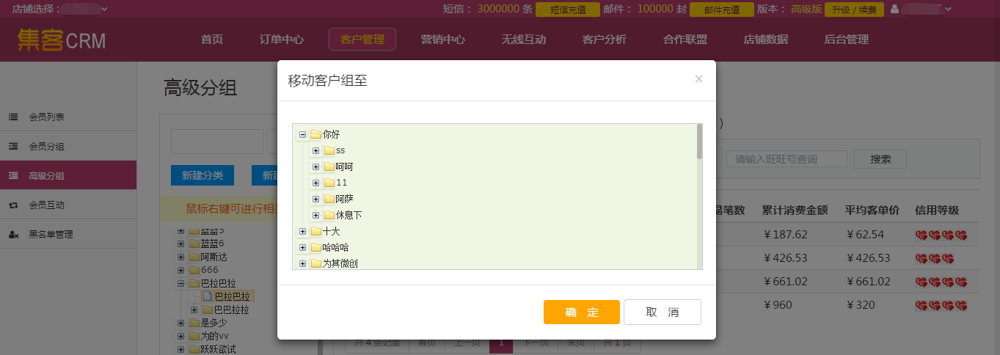 店铺选择： 短信： 3000000 条 短信充值 邮件： 100000 封 邮件充值 版本： 高级版 升级 / 续费
集客CRM 首页 订单中心 客户管理 营销中心 无线互动 客户分析 合作联盟 店铺数据 后台管理
移动客户组至 ×
高级分组
会员列表
会员分组
高级分组
会员互动
黑名单管理
新建分类 新建
鼠标右键可进行相关
蓝蓝5
蓝蓝6
阿斯达
666
巴拉巴拉
巴拉巴拉
巴巴拉拉
是多少
为的vv
跃跃欲试
你好
ss
呵呵
11
阿萨
休息下
十大
哈哈哈
为其微创
确 定 取 消
)
请输入旺旺号查询 搜索
易笔数 累计消费金额 平均客单价 信用等级
￥187.62 ￥62.54
￥426.53 ￥426.53
￥661.02 ￥661.02
￥960 ￥320
共 4 条记录 首页 上一页 1 下一页 末页 共 1 页